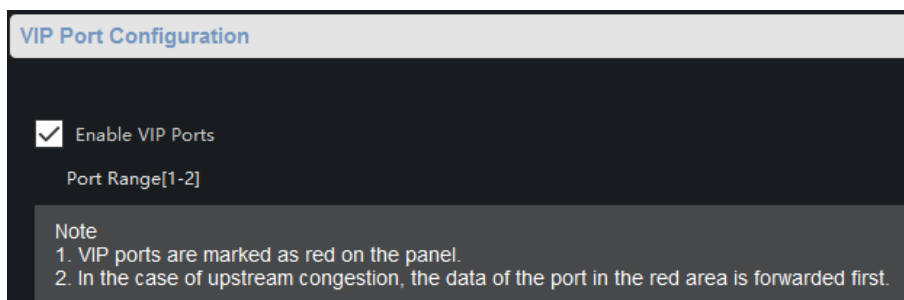 VIP Port Configuration
Enable VIP Ports
Port Range[1-2]
Note
1. VIP ports are marked as red on the panel.
2. In the case of upstream congestion, the data of the port in the red area is forwarded first.